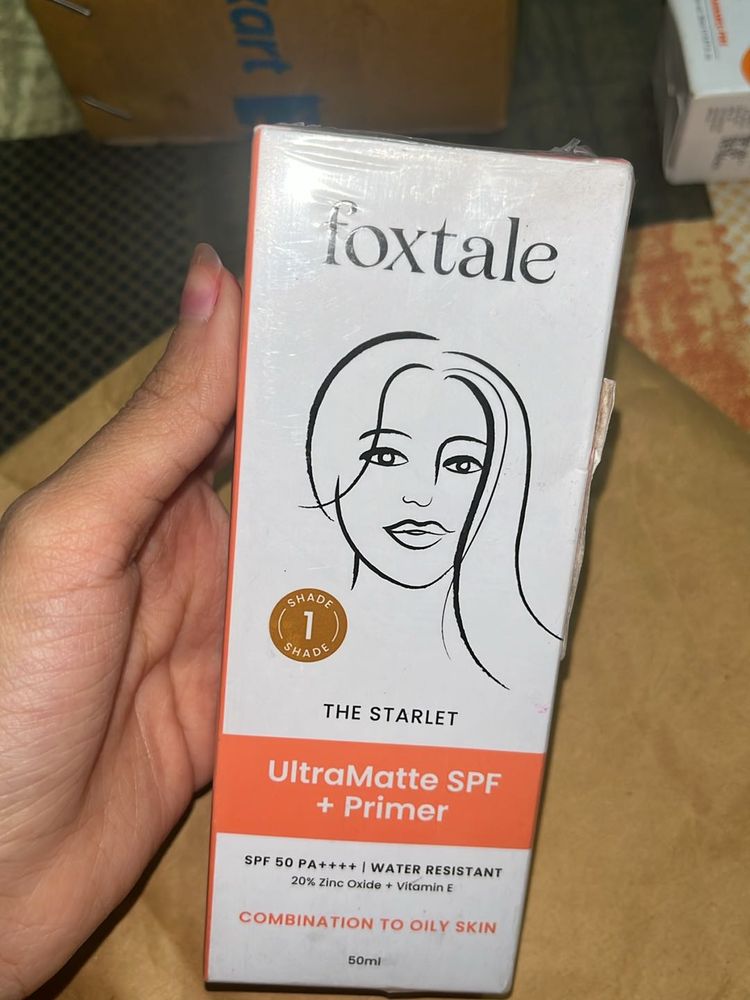 kart
foxtale
SHADE
1
SHADE
THE STARLET
UltraMatte SPF
+ Primer
SPF 50 PA++++ | WATER RESISTANT
20% Zinc Oxide + Vitamin E
COMBINATION TO OILY SKIN
50ml